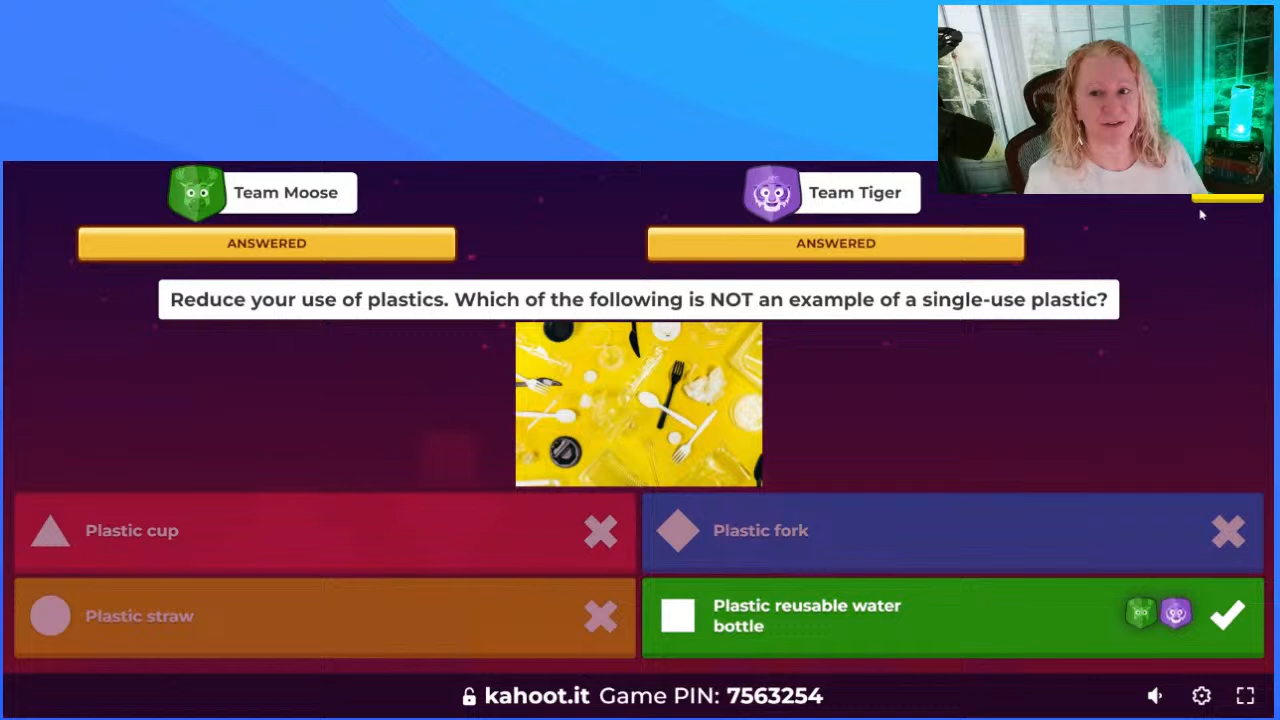 Team Moose
Team Tiger
ANSWERED
ANSWERED
Reduce your use of plastics. Which of the following is NOT an example of a single-use plastic?
Plastic cup
Plastic fork
Plastic straw
Plastic reusable water
bottle
kahoot.it Game PIN: 7563254